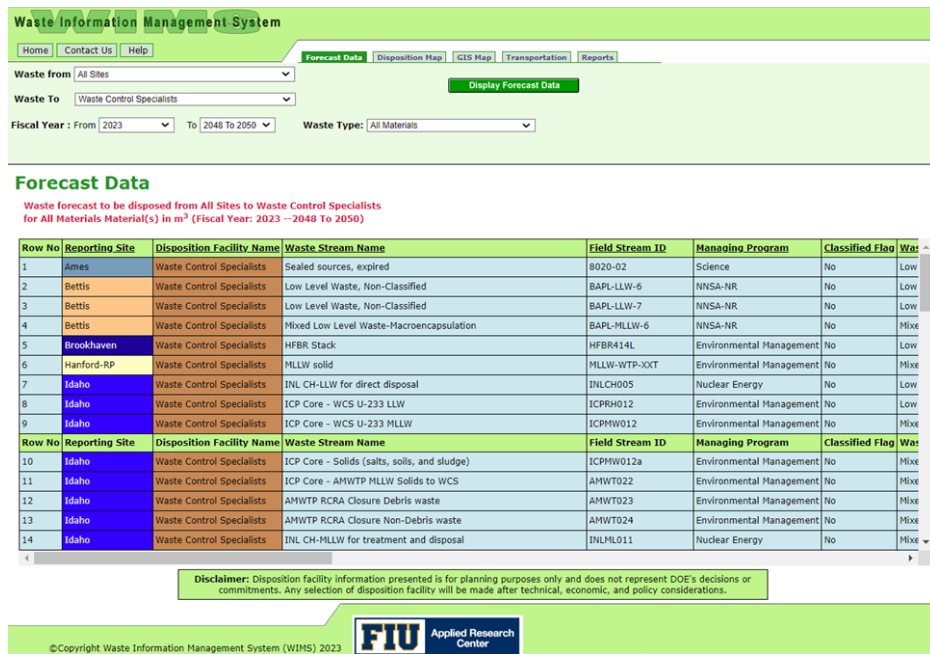 Waste Information Management System
WIMS
Home Contact Us Help
Forecast Data Disposition Map GIS Map Transportation Reports
Waste from All Sites
Display Forecast Data
Waste To Waste Control Specialists
Fiscal Year : From 2023 To 2048 To 2050 Waste Type: All Materials
Forecast Data
Waste forecast to be disposed from All Sites to Waste Control Specialists
for All Materials Material(s) in m³ (Fiscal Year: 2023 --2048 To 2050)
Row No Reporting Site Disposition Facility Name Waste Stream Name Field Stream ID Managing Program Classified Flag Was
1 Ames Waste Control Specialists Sealed sources, expired 8020-02 Science No Low
2 Bettis Waste Control Specialists Low Level Waste, Non-Classified BAPL-LLW-6 NNSA-NR No Low
3 Bettis Waste Control Specialists Low Level Waste, Non-Classified BAPL-LLW-7 NNSA-NR No Low
4 Bettis Waste Control Specialists Mixed Low Level Waste-Macroencapsulation BAPL-MLLW-6 NNSA-NR No Mixe
5 Brookhaven Waste Control Specialists HFBR Stack HFBR414L Environmental Management No Low
6 Hanford-RP Waste Control Specialists MLLW solid MLLW-WTP-XXT Environmental Management No Mixe
7 Idaho Waste Control Specialists INL CH-LLW for direct disposal INLCH005 Nuclear Energy No Low
8 Idaho Waste Control Specialists ICP Core - WCS U-233 LLW ICPRH012 Environmental Management No Low
9 Idaho Waste Control Specialists ICP Core - WCS U-233 MLLW ICPMW012 Environmental Management No Mixe
Row No Reporting Site Disposition Facility Name Waste Stream Name Field Stream ID Managing Program Classified Flag Was
10 Idaho Waste Control Specialists ICP Core - Solids (salts, soils, and sludge) ICPMW012a Environmental Management No Mixe
11 Idaho Waste Control Specialists ICP Core - AMWTP MLLW Solids to WCS AMWT022 Environmental Management No Mixe
12 Idaho Waste Control Specialists AMWTP RCRA Closure Debris waste AMWT023 Environmental Management No Mixe
13 Idaho Waste Control Specialists AMWTP RCRA Closure Non-Debris waste AMWT024 Environmental Management No Mixe
14 Idaho Waste Control Specialists INL CH-MLLW for treatment and disposal INLML011 Nuclear Energy No Mixe
Disclaimer: Disposition facility information presented is for planning purposes only and does not represent DOE's decisions or
commitments. Any selection of disposition facility will be made after technical, economic, and policy considerations.
FIU Applied Research
Center
©Copyright Waste Information Management System (WIMS) 2023